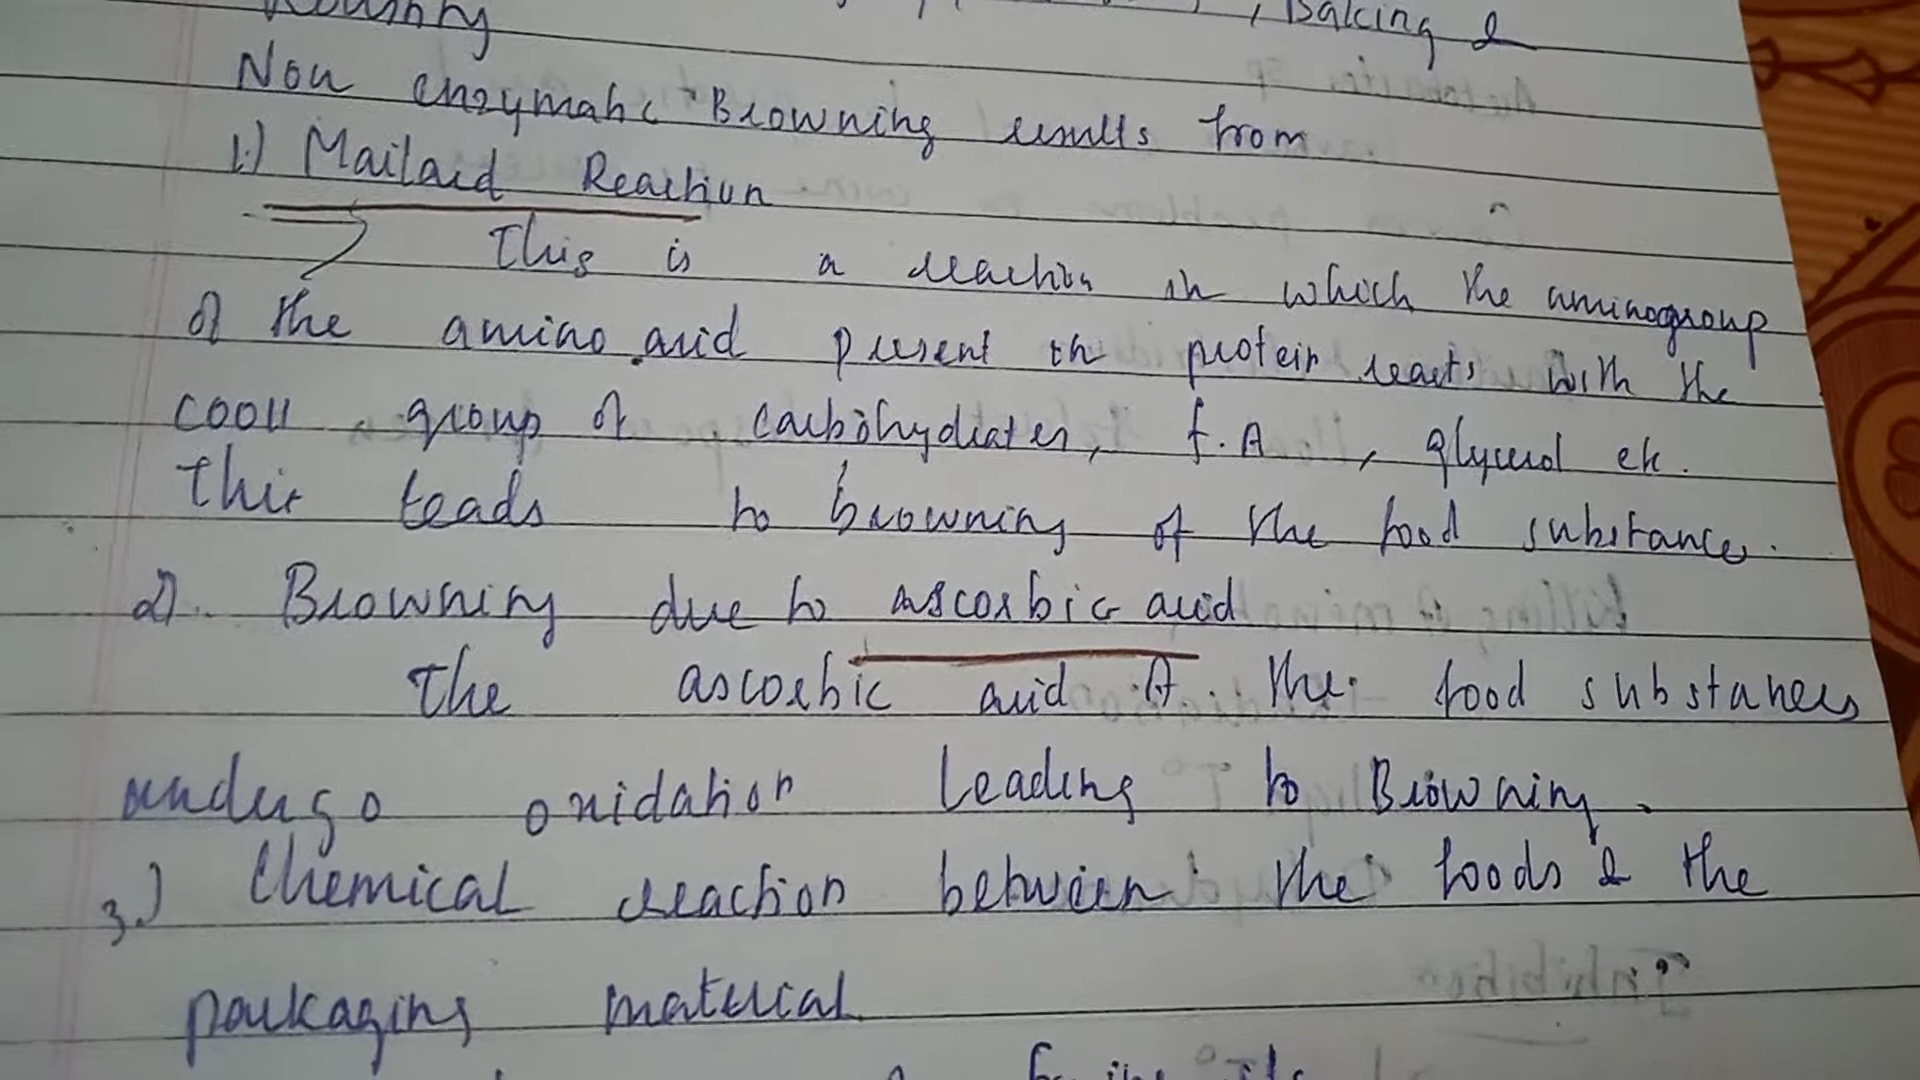 Baking &
Non enzymatic Browning results from
1.) Mailard Reaction
⇒ This is a reaction in which the aminogroup
of the amino acid present in protein reacts with the
COOH group of carbohydrates, f.A, glycerol etc.
this leads to browning of the food substance.
2). Browning due to ascorbic acid
The ascorbic acid of the food substances
undergo oxidation leading to Browning.
3.) Chemical reaction between the foods & the
packaging material